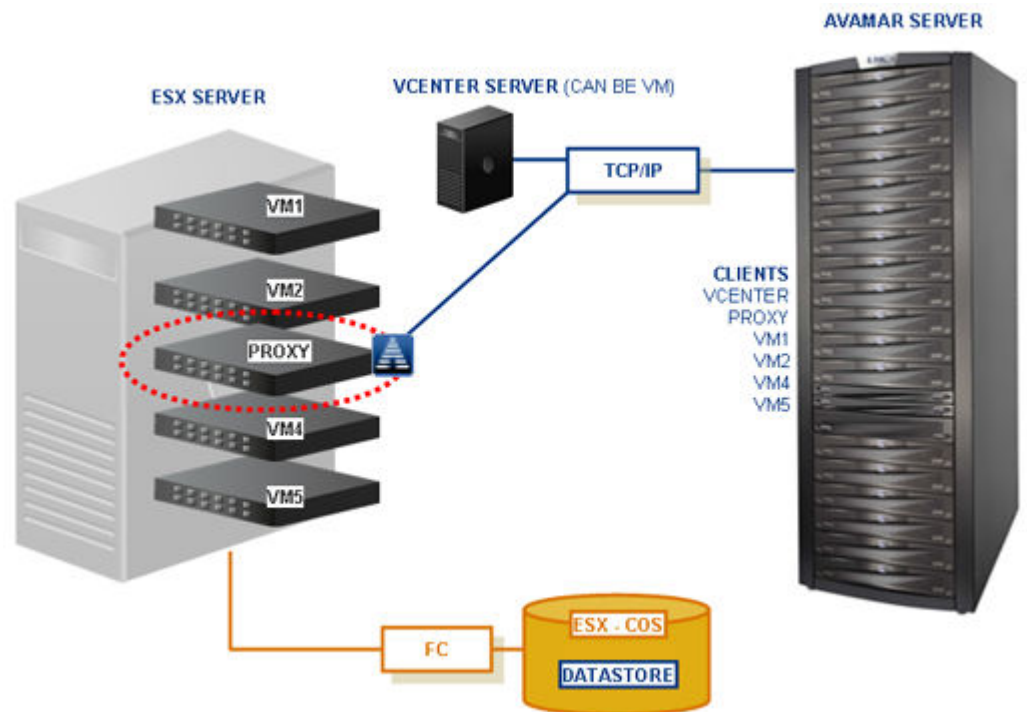 AVAMAR SERVER
ESX SERVER
VCENTER SERVER (CAN BE VM)
TCP/IP
VM1
VM2
PROXY
VM4
VM5
CLIENTS
VCENTER
PROXY
VM1
VM2
VM4
VM5
FC
ESX - COS
DATASTORE